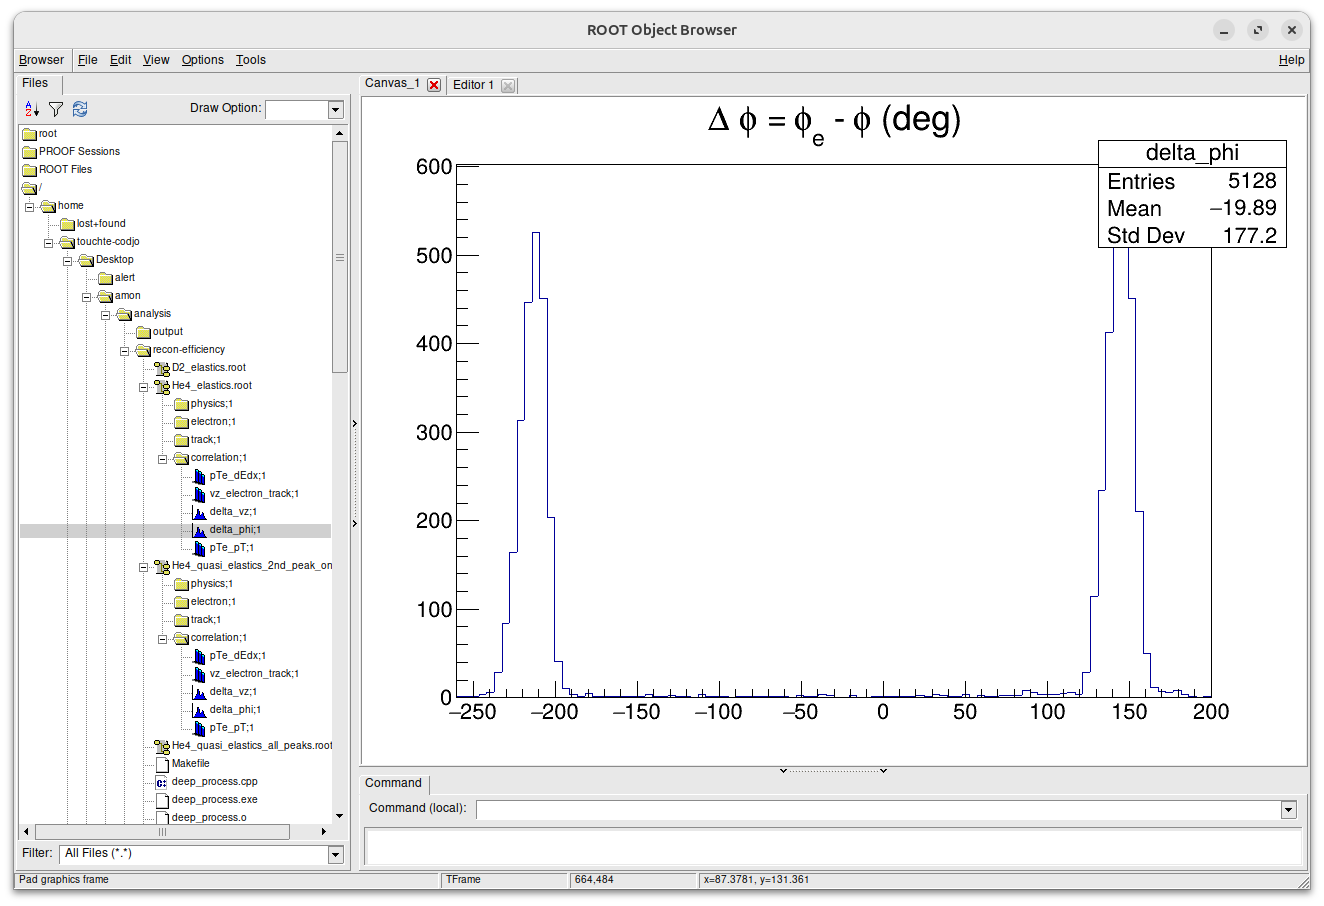 ROOT Object Browser
Browser File Edit View Options Tools Help
Files
Draw Option:
root
PROOF Sessions
ROOT Files
/
home
lost+found
touchte-codjo
Desktop
alert
amon
analysis
output
recon-efficiency
D2_elastics.root
He4_elastics.root
physics;1
electron;1
track;1
correlation;1
pTe_dEdx;1
vz_electron_track;1
delta_vz;1
delta_phi;1
pTe_pT;1
He4_quasi_elastics_2nd_peak_on
physics;1
electron;1
track;1
correlation;1
pTe_dEdx;1
vz_electron_track;1
delta_vz;1
delta_phi;1
pTe_pT;1
He4_quasi_elastics_all_peaks.root
Makefile
deep_process.cpp
deep_process.exe
deep_process.o
Filter: All Files (*.*)
Canvas_1 Editor 1
Δ ϕ = ϕe - ϕ (deg)
delta_phi
Entries 5128
Mean −19.89
Std Dev 177.2
600
500
400
300
200
100
0
−250 −200 −150 −100 −50 0 50 100 150 200
Command
Command (local):
Pad graphics frame TFrame 664,484 x=87.3781, y=131.361